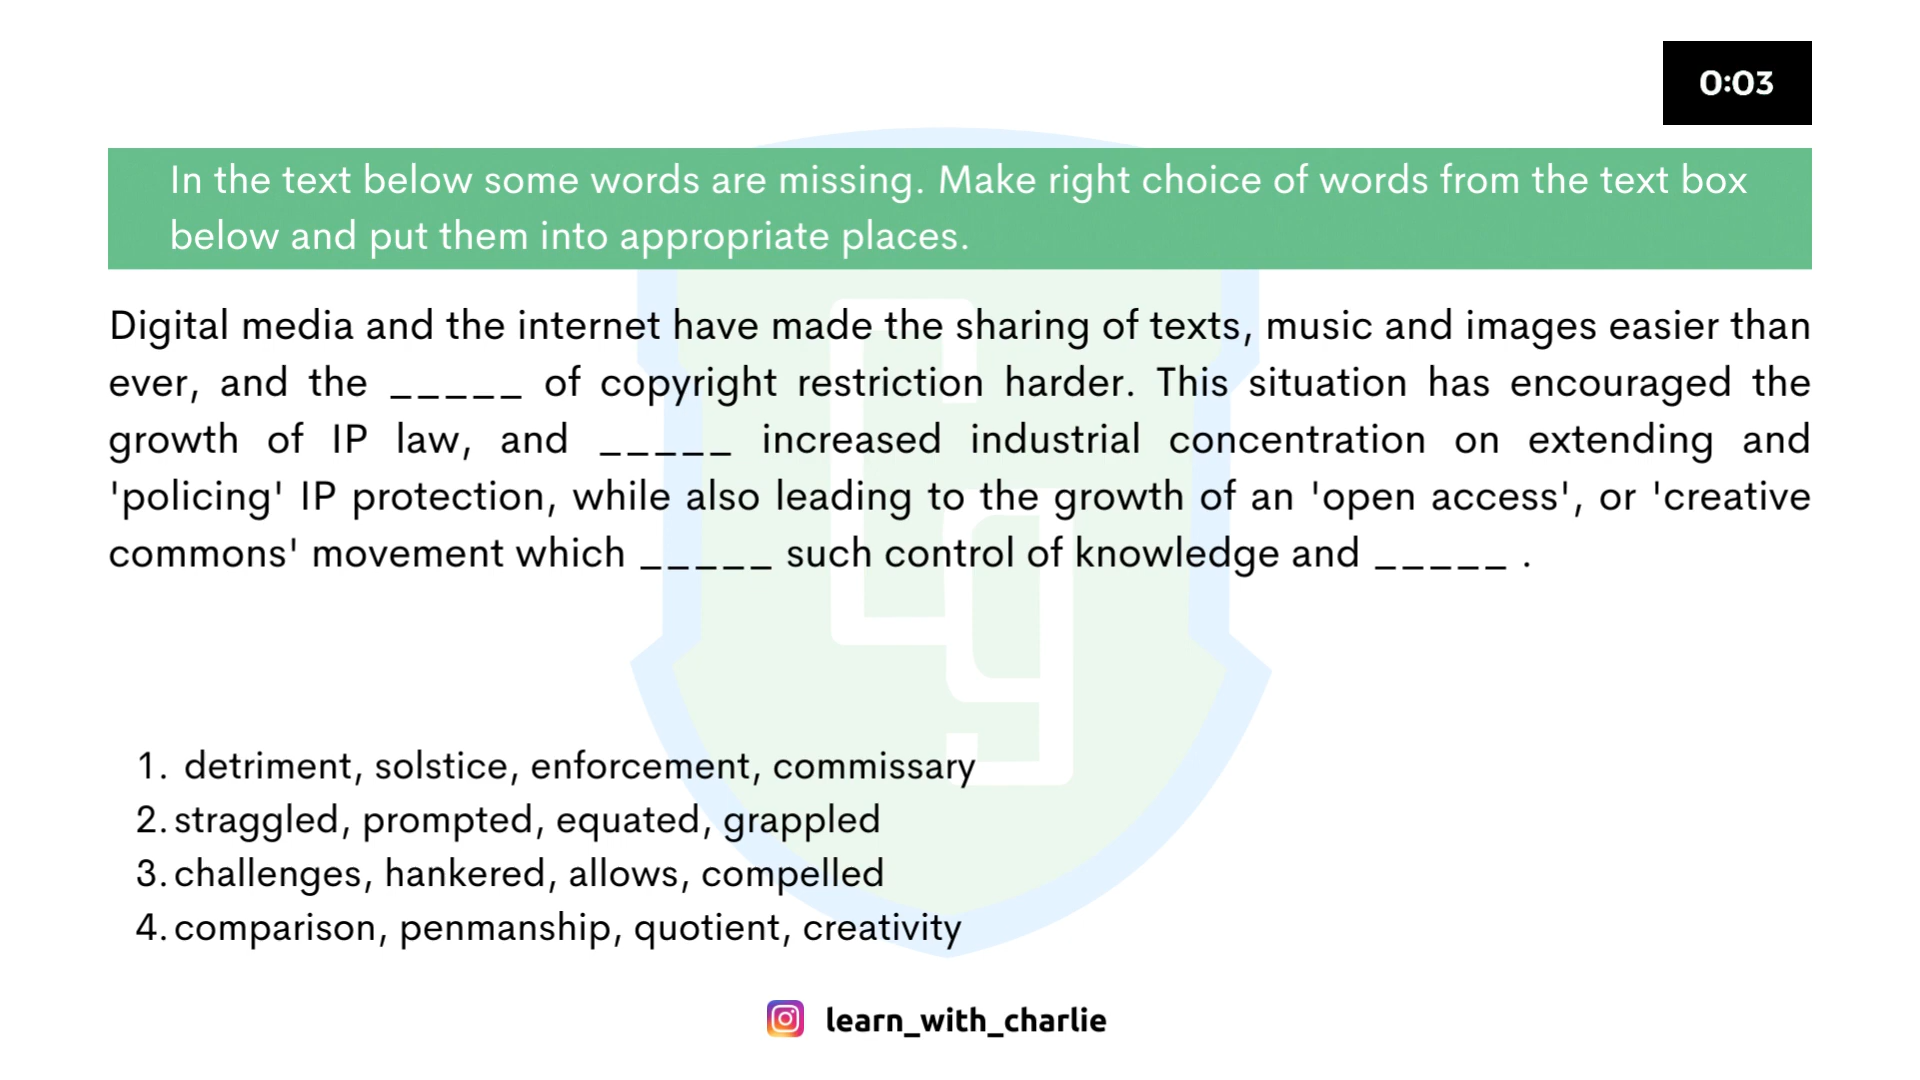 0:03
In the text below some words are missing. Make right choice of words from the text box
below and put them into appropriate places.
Digital media and the internet have made the sharing of texts, music and images easier than
ever, and the _____ of copyright restriction harder. This situation has encouraged the
growth of IP law, and _____ increased industrial concentration on extending and
'policing' IP protection, while also leading to the growth of an 'open access', or 'creative
commons' movement which _____ such control of knowledge and _____ .
1. detriment, solstice, enforcement, commissary
2. straggled, prompted, equated, grappled
3. challenges, hankered, allows, compelled
4. comparison, penmanship, quotient, creativity
learn_with_charlie